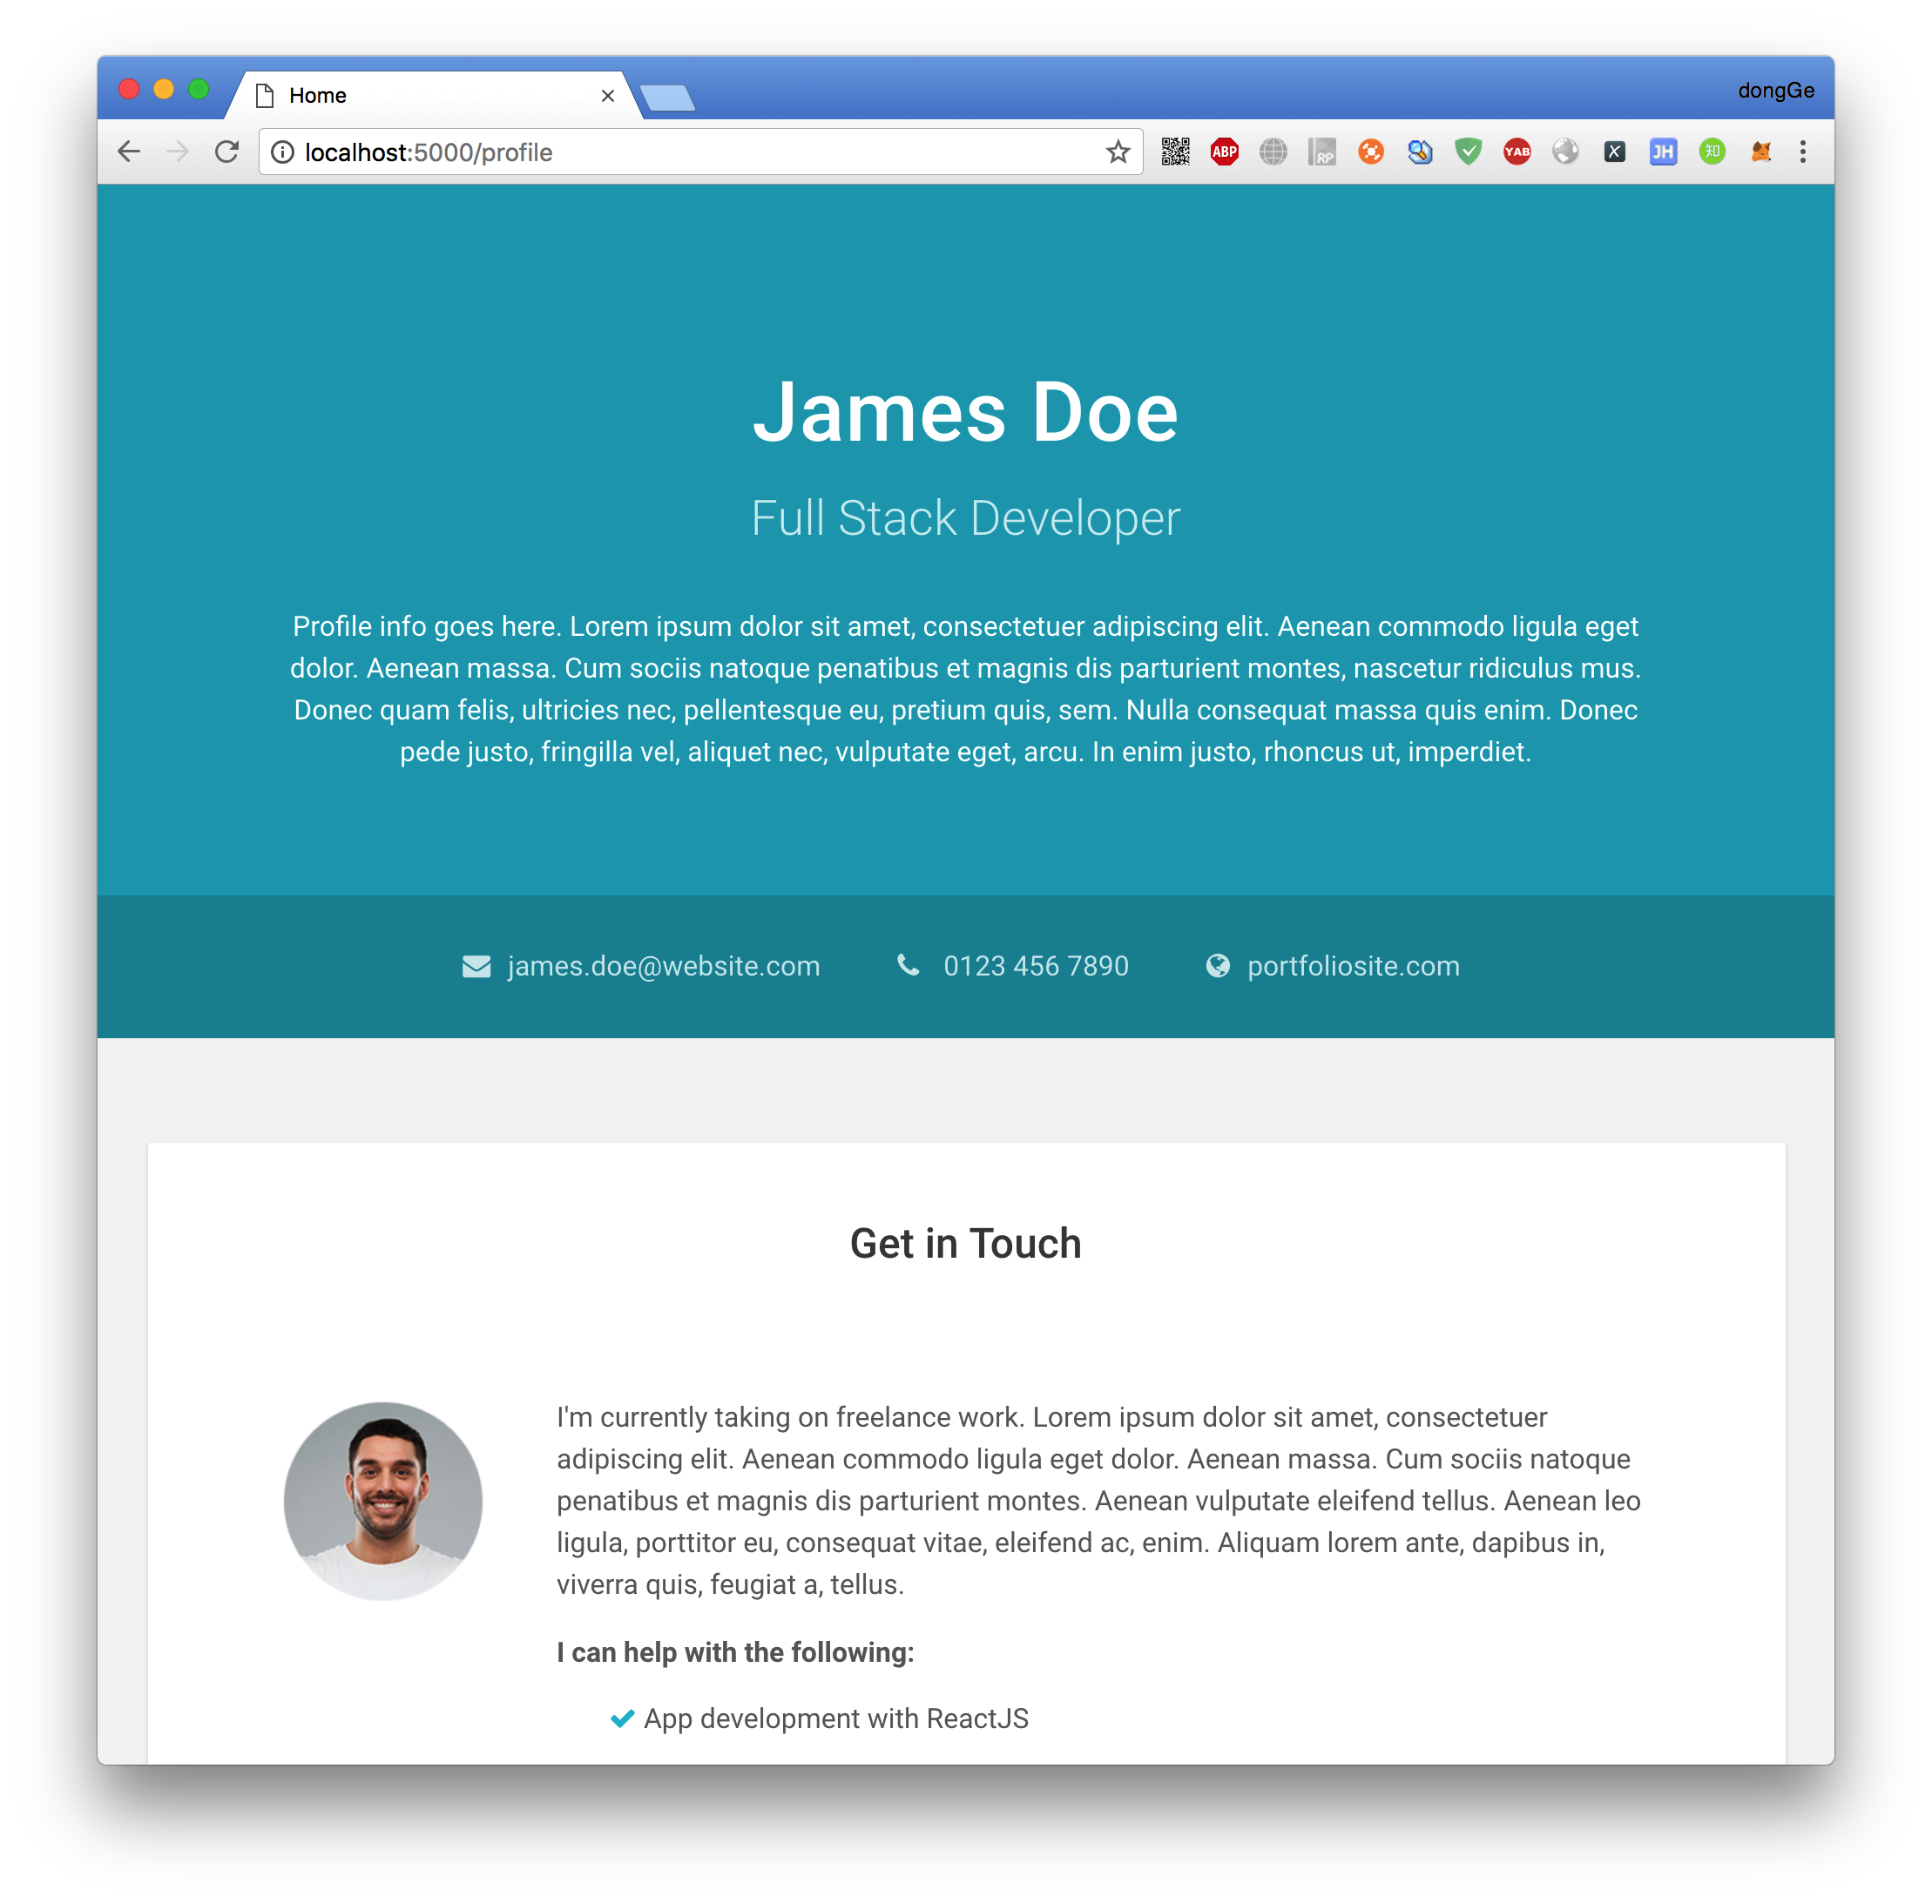 Home
dongGe
localhost:5000/profile
ABP
RP
YAB
X
JH
知
James Doe
Full Stack Developer
Profile info goes here. Lorem ipsum dolor sit amet, consectetuer adipiscing elit. Aenean commodo ligula eget
dolor. Aenean massa. Cum sociis natoque penatibus et magnis dis parturient montes, nascetur ridiculus mus.
Donec quam felis, ultricies nec, pellentesque eu, pretium quis, sem. Nulla consequat massa quis enim. Donec
pede justo, fringilla vel, aliquet nec, vulputate eget, arcu. In enim justo, rhoncus ut, imperdiet.
james.doe@website.com
0123 456 7890
portfoliosite.com
Get in Touch
I'm currently taking on freelance work. Lorem ipsum dolor sit amet, consectetuer
adipiscing elit. Aenean commodo ligula eget dolor. Aenean massa. Cum sociis natoque
penatibus et magnis dis parturient montes. Aenean vulputate eleifend tellus. Aenean leo
ligula, porttitor eu, consequat vitae, eleifend ac, enim. Aliquam lorem ante, dapibus in,
viverra quis, feugiat a, tellus.
I can help with the following:
App development with ReactJS